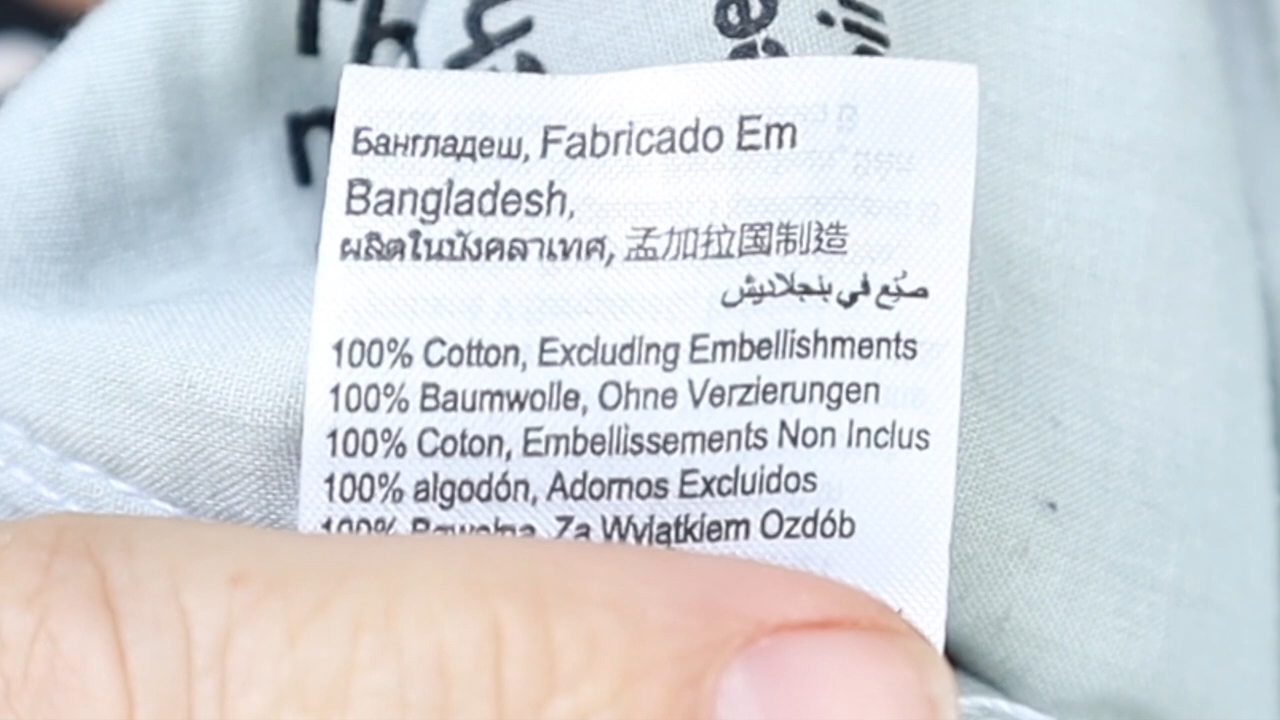 Бангладеш, Fabricado Em
Bangladesh,
ผลิตในบังคลาเทศ, 孟加拉国制造
صُنِع في بنجلاديش
100% Cotton, Excluding Embellishments
100% Baumwolle, Ohne Verzierungen
100% Coton, Embellissements Non Inclus
100% algodón, Adornos Excluidos
100% Bawełna, Za Wyjątkiem Ozdób